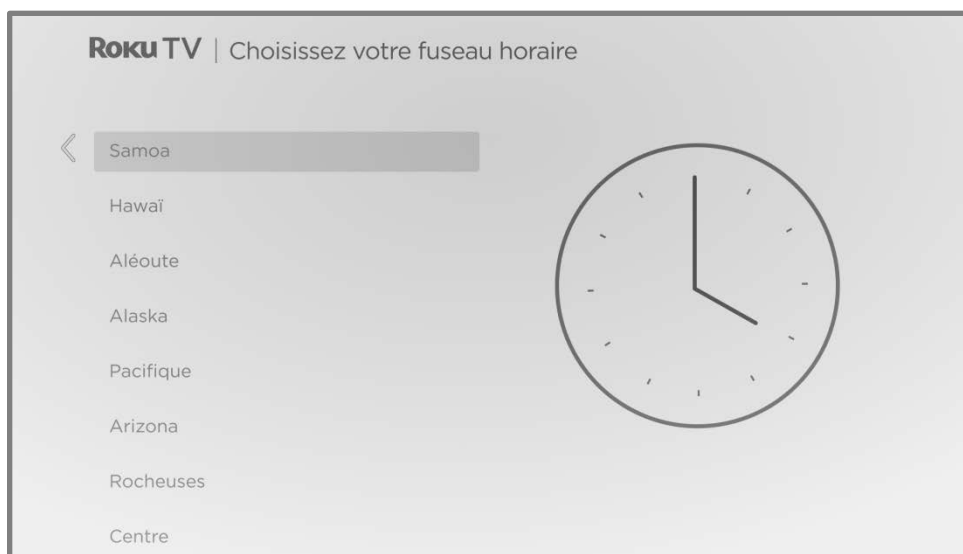 Roku TV | Choisissez votre fuseau horaire
Samoa
Hawaï
Aléoute
Alaska
Pacifique
Arizona
Rocheuses
Centre